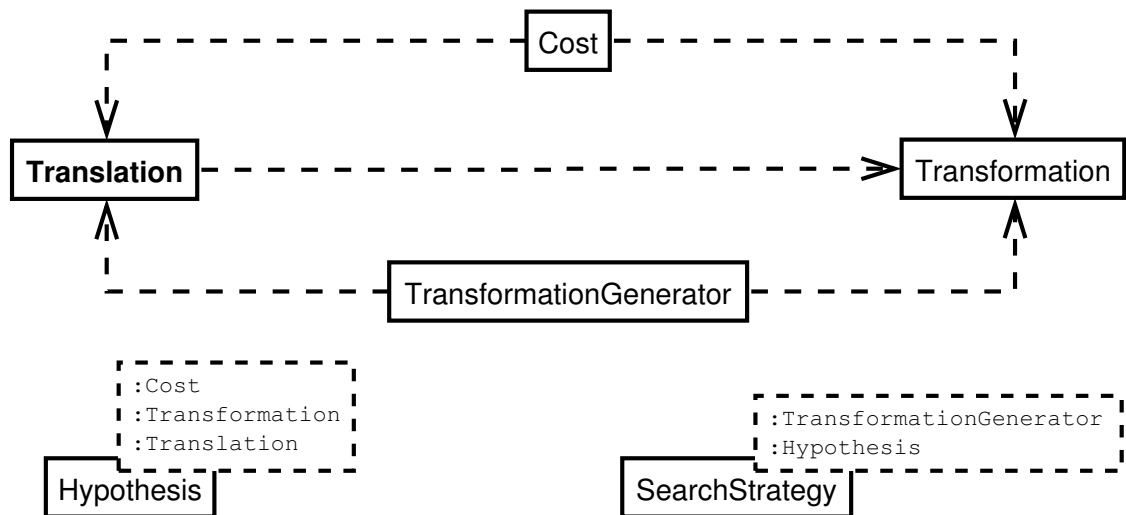 Cost
Translation
Transformation
TransformationGenerator
:Cost
:Transformation
:Translation
Hypothesis
:TransformationGenerator
:Hypothesis
SearchStrategy